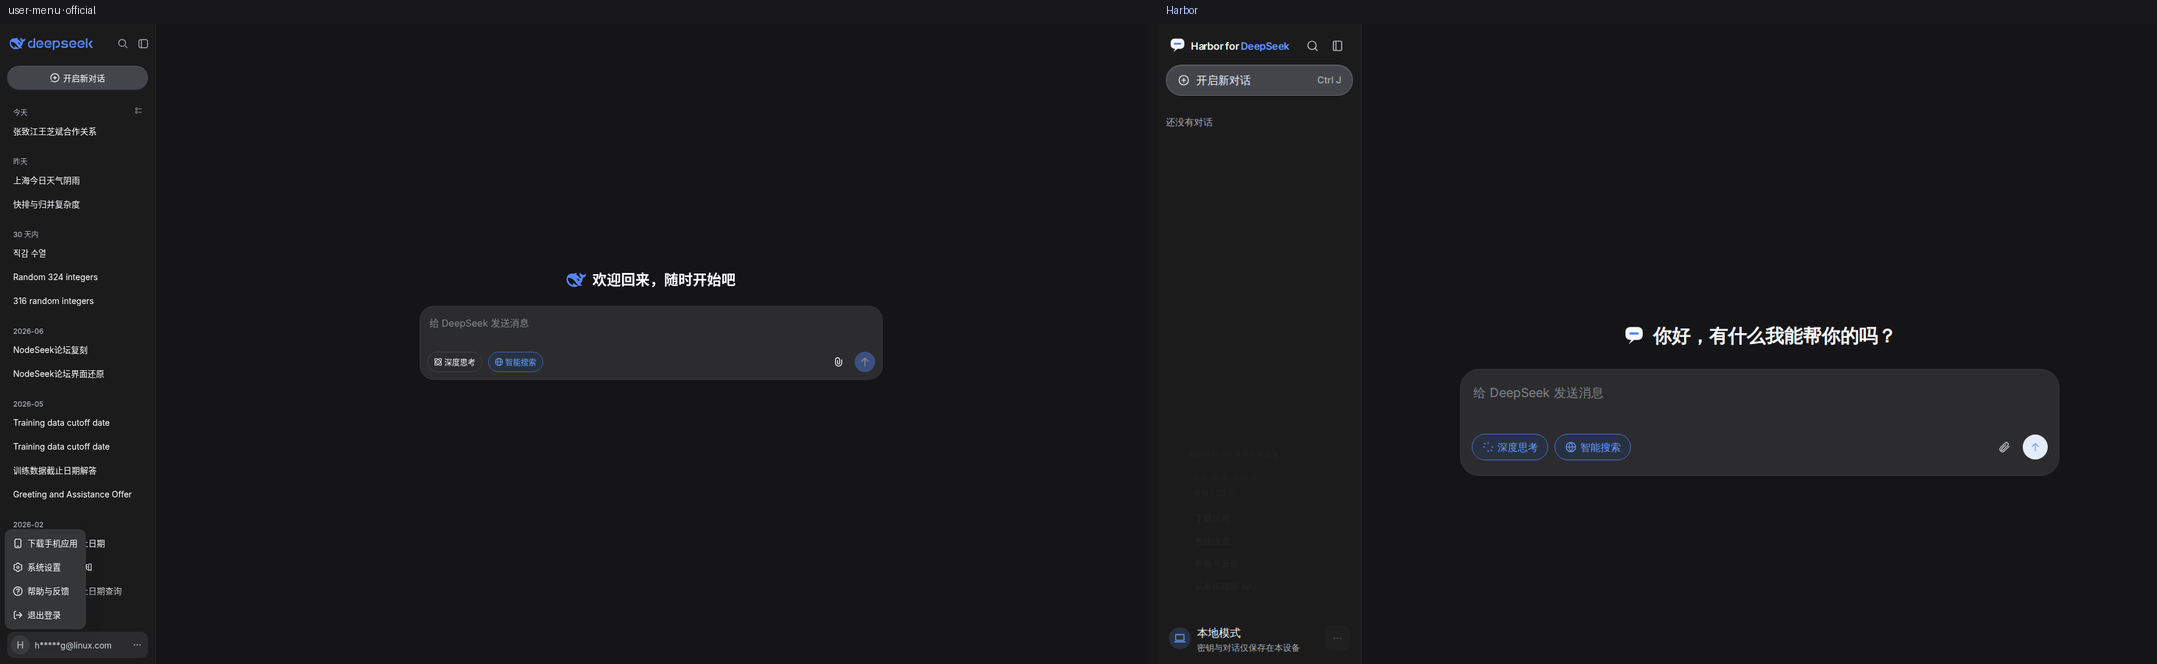 user-menu · official
deepseek
开启新对话
今天
张致江王芝斌合作关系
昨天
上海今日天气阴雨
快排与归并复杂度
30 天内
직감 수열
Random 324 integers
316 random integers
2026-06
NodeSeek论坛复刻
NodeSeek论坛界面还原
2026-05
Training data cutoff date
Training data cutoff date
训练数据截止日期解答
Greeting and Assistance Offer
2026-02
下载手机应用
止日期
系统设置
知
帮助与反馈
止日期查询
退出登录
H h*****g@linux.com ···
欢迎回来，随时开始吧
给 DeepSeek 发送消息
深度思考 智能搜索
Harbor
Harbor for DeepSeek
开启新对话 Ctrl J
还没有对话
本地模式
密钥与对话仅保存在本设备
你好，有什么我能帮你的吗？
给 DeepSeek 发送消息
深度思考 智能搜索